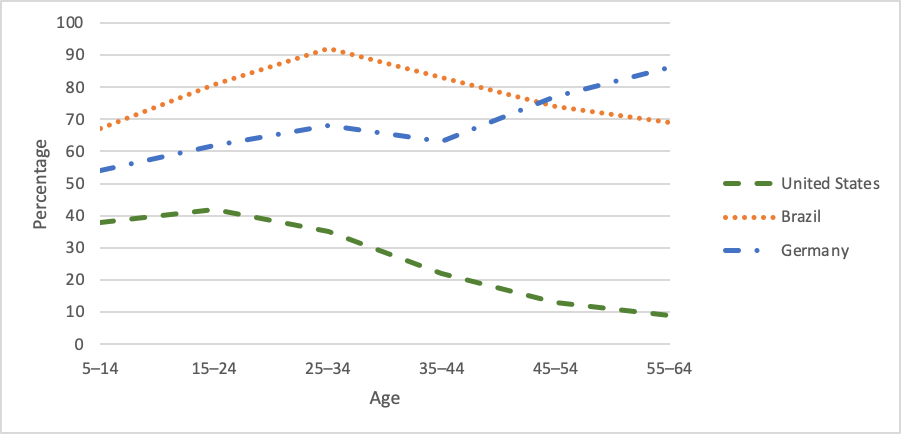 100
90
80
70
60
50
40
30
20
10
0
Percentage
5–14 15–24 25–34 35–44 45–54 55–64
Age
United States
Brazil
Germany